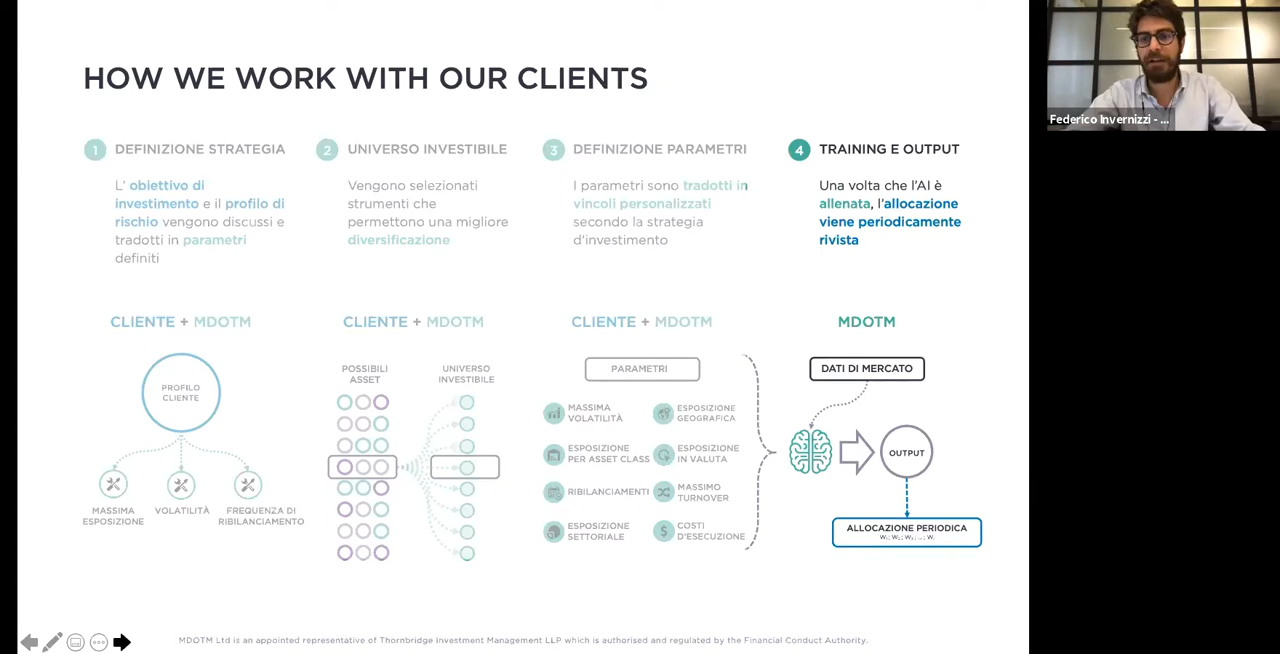 HOW WE WORK WITH OUR CLIENTS
1 DEFINIZIONE STRATEGIA
L' obiettivo di
investimento e il profilo di
rischio vengono discussi e
tradotti in parametri
definiti
2 UNIVERSO INVESTIBILE
Vengono selezionati
strumenti che
permettono una migliore
diversificazione
3 DEFINIZIONE PARAMETRI
I parametri sono tradotti in
vincoli personalizzati
secondo la strategia
d'investimento
4 TRAINING E OUTPUT
Una volta che l'AI è
allenata, l'allocazione
viene periodicamente
rivista
CLIENTE + MDOTM
PROFILO
CLIENTE
MASSIMA
ESPOSIZIONE
VOLATILITÀ
FREQUENZA DI
RIBILANCIAMENTO
CLIENTE + MDOTM
POSSIBILI
ASSET
UNIVERSO
INVESTIBILE
CLIENTE + MDOTM
PARAMETRI
MASSIMA
VOLATILITÀ
ESPOSIZIONE
GEOGRAFICA
ESPOSIZIONE
PER ASSET CLASS
ESPOSIZIONE
IN VALUTA
RIBILANCIAMENTI
MASSIMO
TURNOVER
ESPOSIZIONE
SETTORIALE
$
COSTI
D'ESECUZIONE
MDOTM
DATI DI MERCATO
OUTPUT
ALLOCAZIONE PERIODICA
MDOTM Ltd is an appointed representative of Thornbridge Investment Management LLP which is authorised and regulated by the Financial Conduct Authority.
Federico Invernizzi - ...